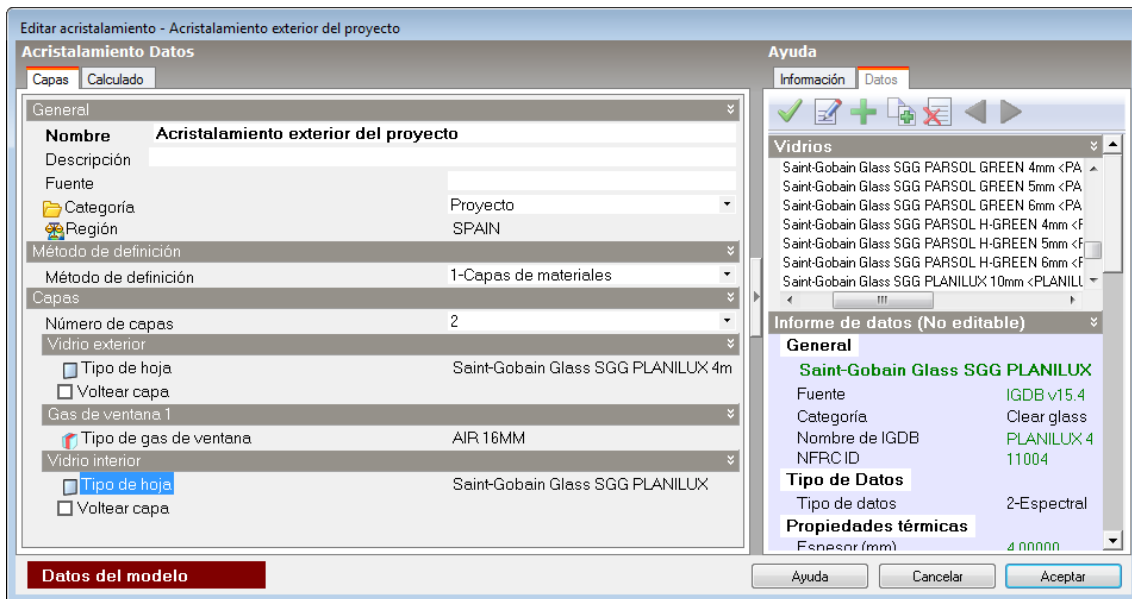 Editar acristalamiento - Acristalamiento exterior del proyecto
Acristalamiento Datos
Capas Calculado
General
Nombre Acristalamiento exterior del proyecto
Descripción
Fuente
Categoría Proyecto
Región SPAIN
Método de definición
Método de definición 1-Capas de materiales
Capas
Número de capas 2
Vidrio exterior
Tipo de hoja Saint-Gobain Glass SGG PLANILUX 4m
Voltear capa
Gas de ventana 1
Tipo de gas de ventana AIR 16MM
Vidrio interior
Tipo de hoja Saint-Gobain Glass SGG PLANILUX
Voltear capa
Datos del modelo
Ayuda
Información Datos
Vidrios
Saint-Gobain Glass SGG PARSOL GREEN 4mm <PA
Saint-Gobain Glass SGG PARSOL GREEN 5mm <PA
Saint-Gobain Glass SGG PARSOL GREEN 6mm <PA
Saint-Gobain Glass SGG PARSOL H-GREEN 4mm <F
Saint-Gobain Glass SGG PARSOL H-GREEN 5mm <F
Saint-Gobain Glass SGG PARSOL H-GREEN 6mm <F
Saint-Gobain Glass SGG PLANILUX 10mm <PLANILU
Informe de datos (No editable)
General
Saint-Gobain Glass SGG PLANILUX
Fuente IGDB v15.4
Categoría Clear glass
Nombre de IGDB PLANILUX 4
NFRC ID 11004
Tipo de Datos
Tipo de datos 2-Espectral
Propiedades térmicas
Espesor (mm) 4.00000
Ayuda Cancelar Aceptar